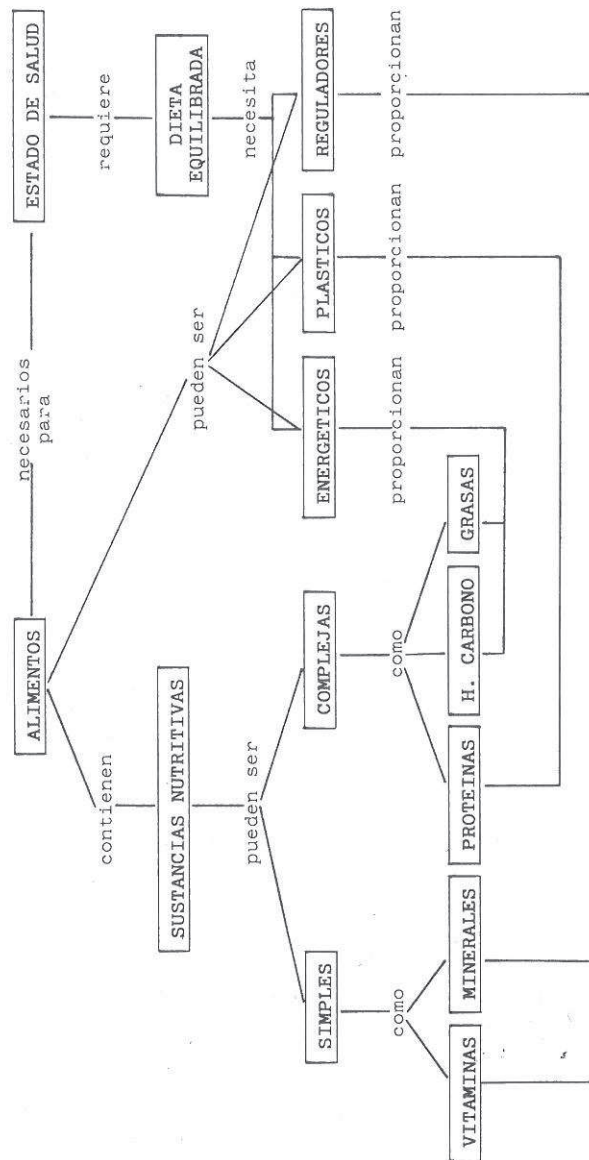 ALIMENTOS
necesarios
para
ESTADO DE SALUD
contienen
requiere
SUSTANCIAS NUTRITIVAS
DIETA
EQUILIBRADA
pueden ser
pueden ser
necesita
SIMPLES
COMPLEJAS
ENERGETICOS
PLASTICOS
REGULADORES
como
como
proporcionan
proporcionan
proporcionan
VITAMINAS
MINERALES
PROTEINAS
H. CARBONO
GRASAS